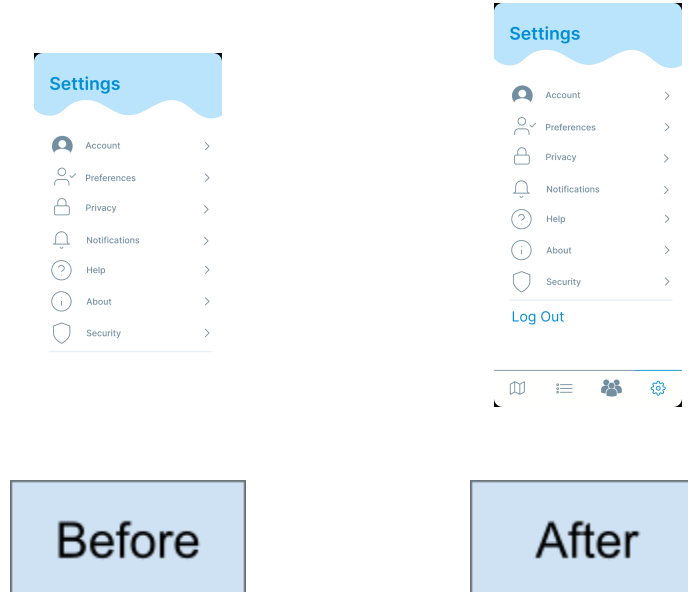 Settings
Account
Preferences
Privacy
Notifications
Help
About
Security
Before
Settings
Account
Preferences
Privacy
Notifications
Help
About
Security
Log Out
After